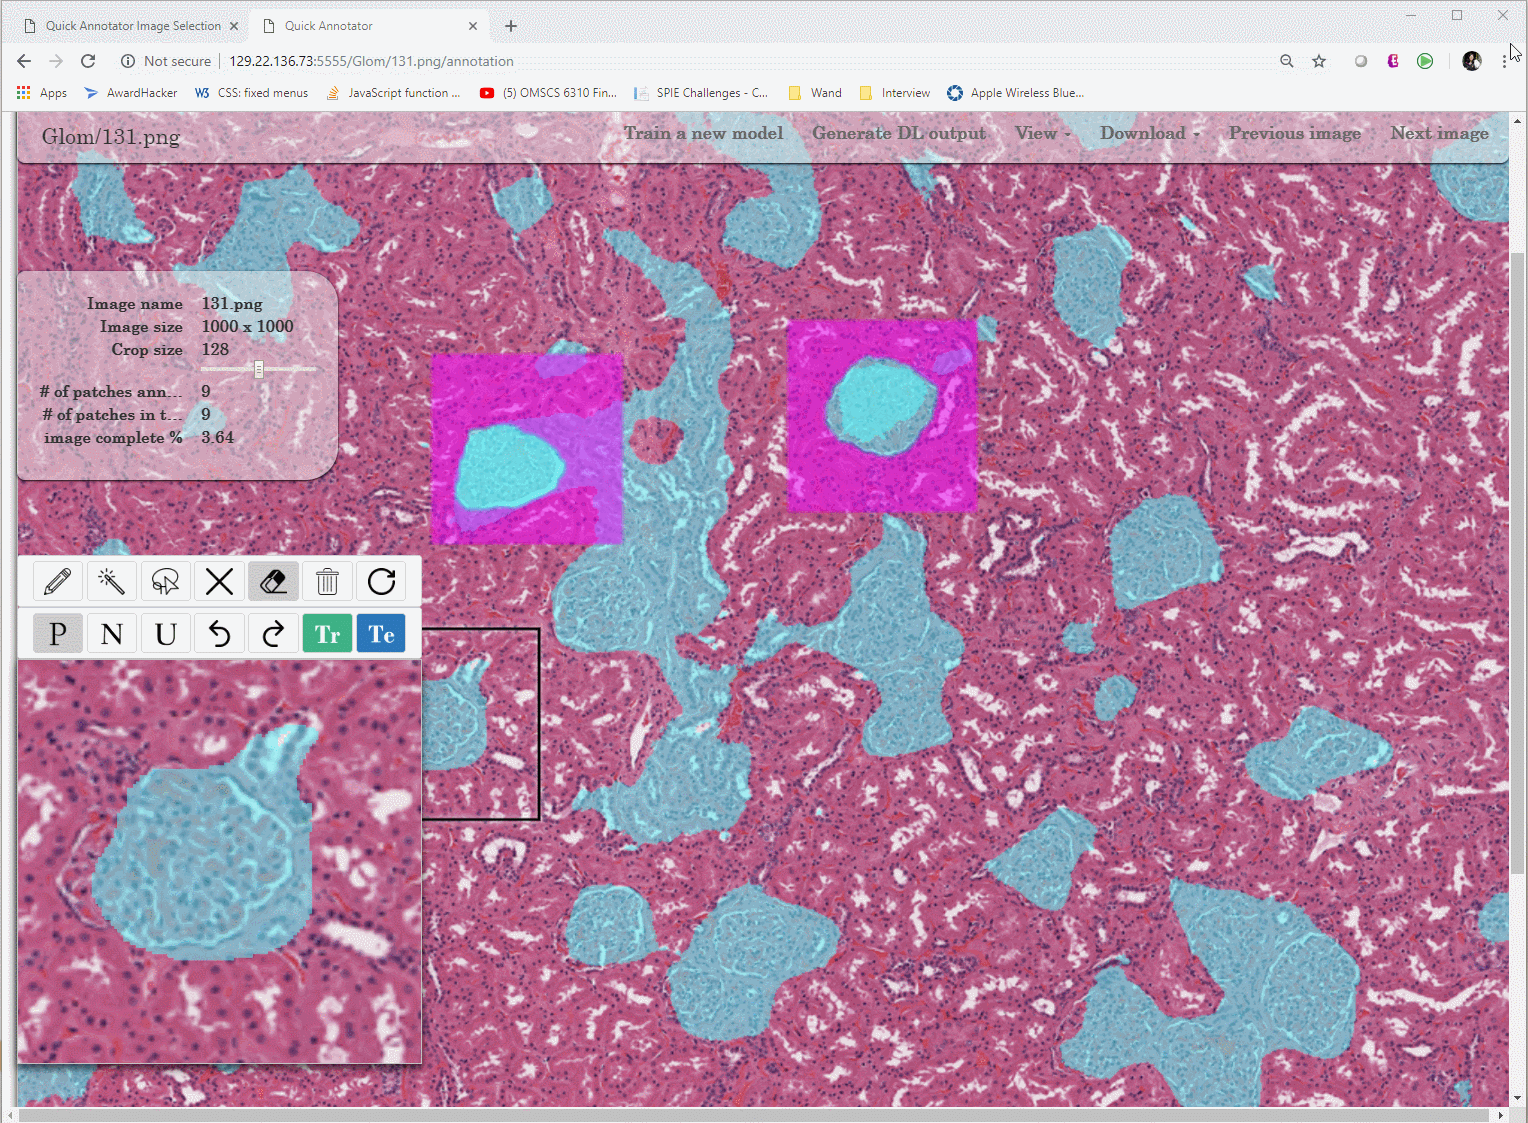 Quick Annotator Image Selection
Quick Annotator
Not secure 129.22.136.73:5555/Glom/131.png/annotation
Apps AwardHacker W3 CSS: fixed menus JavaScript function ... (5) OMSCS 6310 Fin... SPIE Challenges - C... Wand Interview Apple Wireless Blue...
Glom/131.png Train a new model Generate DL output View Download Previous image Next image
Image name 131.png
Image size 1000 x 1000
Crop size 128
# of patches ann... 9
# of patches in t... 9
image complete % 3.64
P N U Tr Te